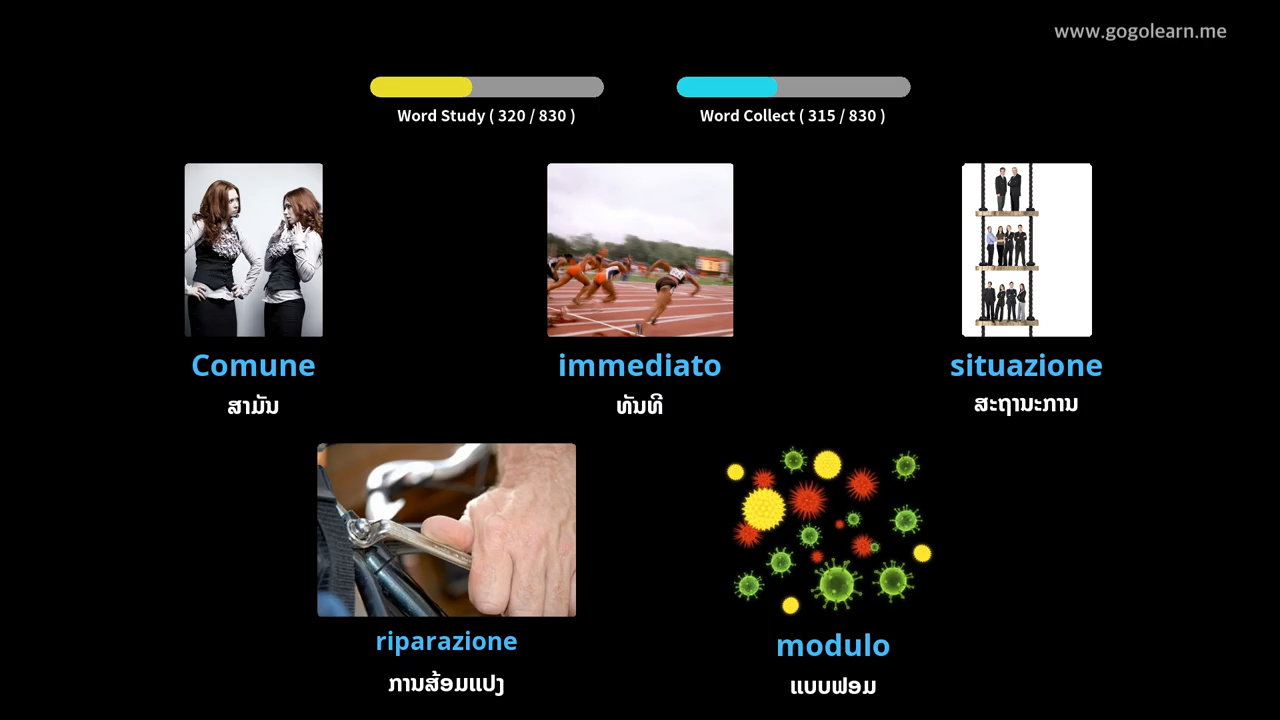 www.gogolearn.me
Word Study ( 320 / 830 )
Word Collect ( 315 / 830 )
Comune
ສາມັນ
immediato
ທັນທີ
situazione
ສະຖານະການ
riparazione
ການສ້ອມແປງ
modulo
ແບບຟອມ